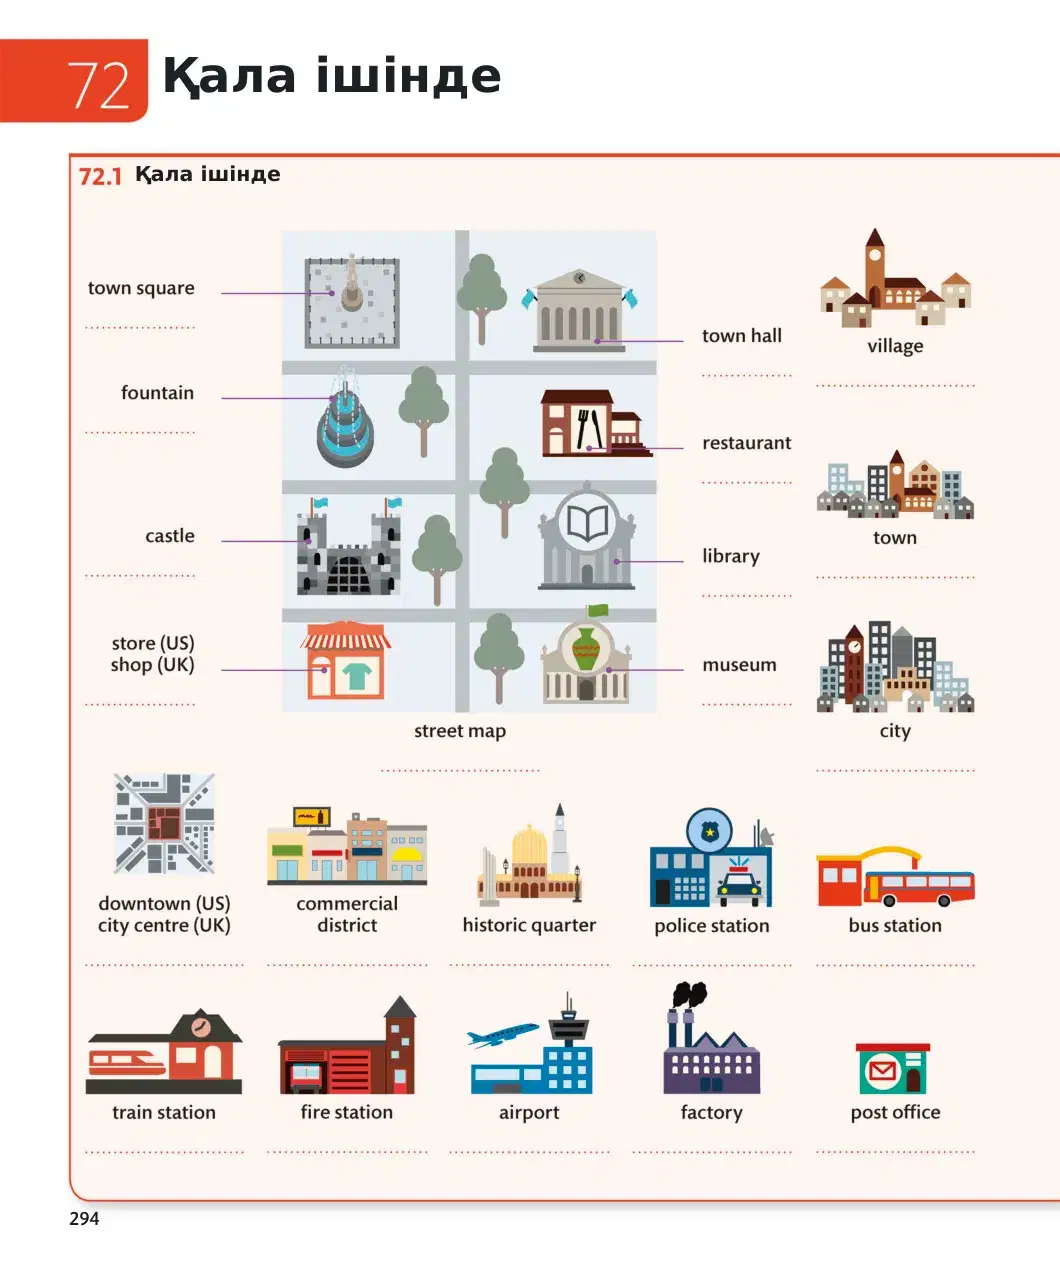 72
Қала ішінде
72.1 Қала ішінде
town square
fountain
castle
store (US)
shop (UK)
town hall
restaurant
library
museum
street map
village
town
city
downtown (US)
city centre (UK)
commercial
district
historic quarter
police station
bus station
train station
fire station
airport
factory
post office
294